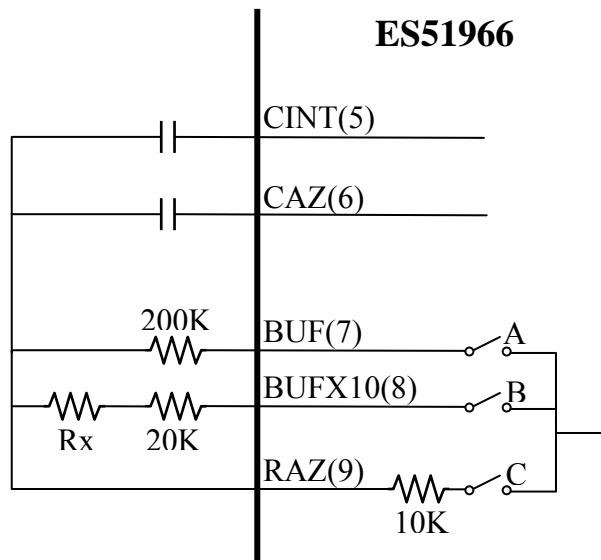 ES51966
CINT(5)
CAZ(6)
200K
BUF(7)
A
BUFX10(8)
B
Rx
20K
RAZ(9)
C
10K